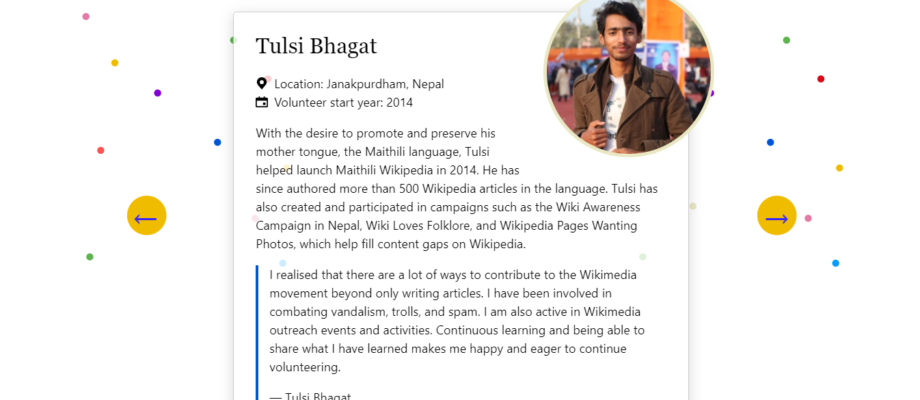 Tulsi Bhagat
Location: Janakpurdham, Nepal
Volunteer start year: 2014
With the desire to promote and preserve his
mother tongue, the Maithili language, Tulsi
helped launch Maithili Wikipedia in 2014. He has
since authored more than 500 Wikipedia articles in the language. Tulsi has
also created and participated in campaigns such as the Wiki Awareness
Campaign in Nepal, Wiki Loves Folklore, and Wikipedia Pages Wanting
Photos, which help fill content gaps on Wikipedia.
I realised that there are a lot of ways to contribute to the Wikimedia
movement beyond only writing articles. I have been involved in
combating vandalism, trolls, and spam. I am also active in Wikimedia
outreach events and activities. Continuous learning and being able to
share what I have learned makes me happy and eager to continue
volunteering.
— Tulsi Bhagat